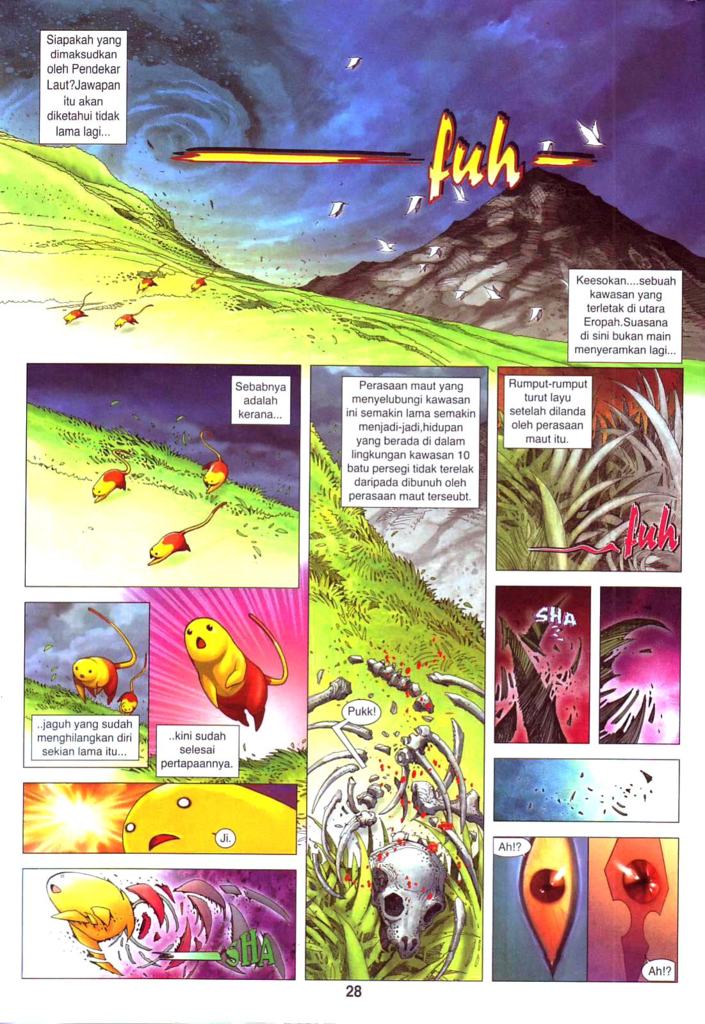 Siapakah yang
dimaksudkan
oleh Pendekar
Laut?Jawapan
itu akan
diketahui tidak
lama lagi...
fuh
Keesokan....sebuah
kawasan yang
terletak di utara
Eropah.Suasana
di sini bukan main
menyeramkan lagi...
Sebabnya
adalah
kerana...
Perasaan maut yang
menyelubungi kawasan
ini semakin lama semakin
menjadi-jadi,hidupan
yang berada di dalam
lingkungan kawasan 10
batu persegi tidak terelak
daripada dibunuh oleh
perasaan maut terseubt.
Rumput-rumput
turut layu
setelah dilanda
oleh perasaan
maut itu.
fuh
..jaguh yang sudah
menghilangkan diri
sekian lama itu...
..kini sudah
selesai
pertapaannya.
Pukk!
SHA
Ji.
SHA
Ah!?
Ah!?
28